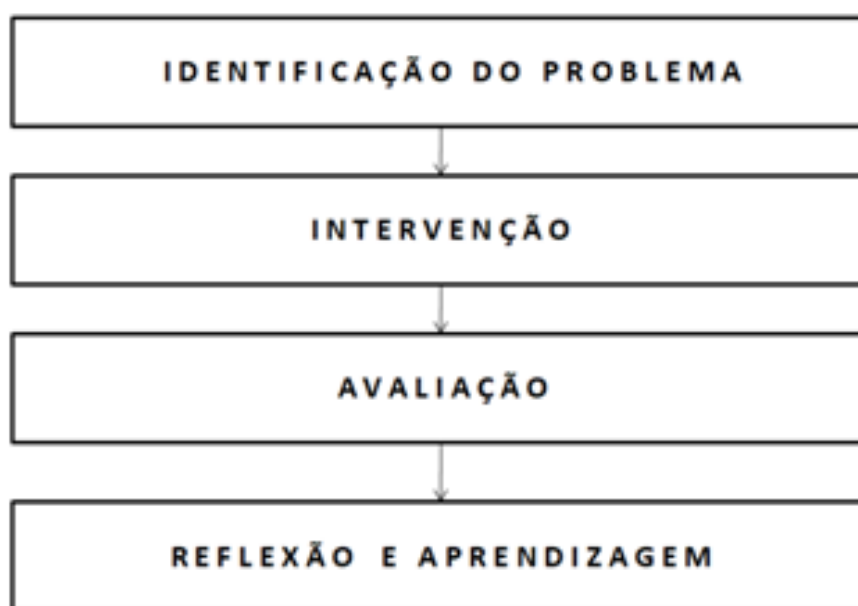 IDENTIFICAÇÃO DO PROBLEMA
INTERVENÇÃO
AVALIAÇÃO
REFLEXÃO E APRENDIZAGEM